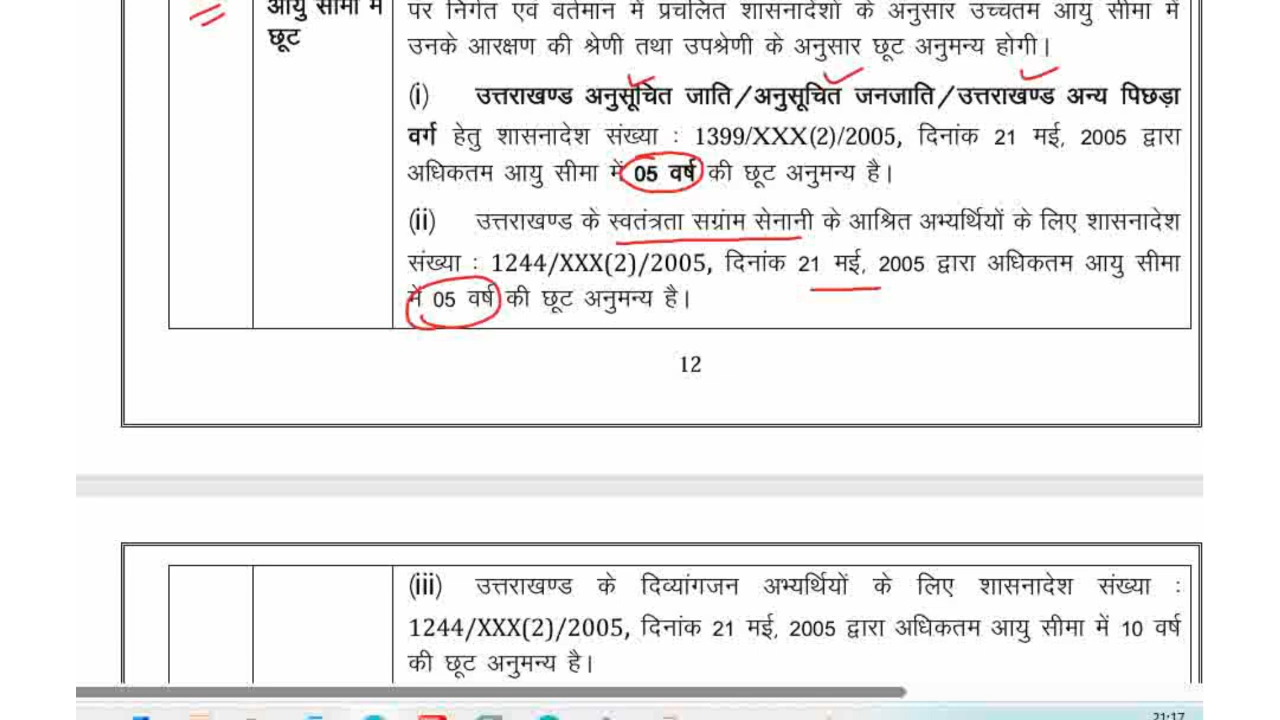 आयु सीमा में
छूट
पर निर्गत एवं वर्तमान में प्रचलित शासनादेशों के अनुसार उच्चतम आयु सीमा में
उनके आरक्षण की श्रेणी तथा उपश्रेणी के अनुसार छूट अनुमन्य होगी।
(i) उत्तराखण्ड अनुसूचित जाति/अनुसूचित जनजाति/उत्तराखण्ड अन्य पिछड़ा
वर्ग हेतु शासनादेश संख्या : 1399/XXX(2)/2005, दिनांक 21 मई, 2005 द्वारा
अधिकतम आयु सीमा में 05 वर्ष की छूट अनुमन्य है।
(ii) उत्तराखण्ड के स्वतंत्रता सग्रांम सेनानी के आश्रित अभ्यर्थियों के लिए शासनादेश
संख्या : 1244/XXX(2)/2005, दिनांक 21 मई, 2005 द्वारा अधिकतम आयु सीमा
में 05 वर्ष की छूट अनुमन्य है।
12
(iii) उत्तराखण्ड के दिव्यांगजन अभ्यर्थियों के लिए शासनादेश संख्या :
1244/XXX(2)/2005, दिनांक 21 मई, 2005 द्वारा अधिकतम आयु सीमा में 10 वर्ष
की छूट अनुमन्य है।
21:17